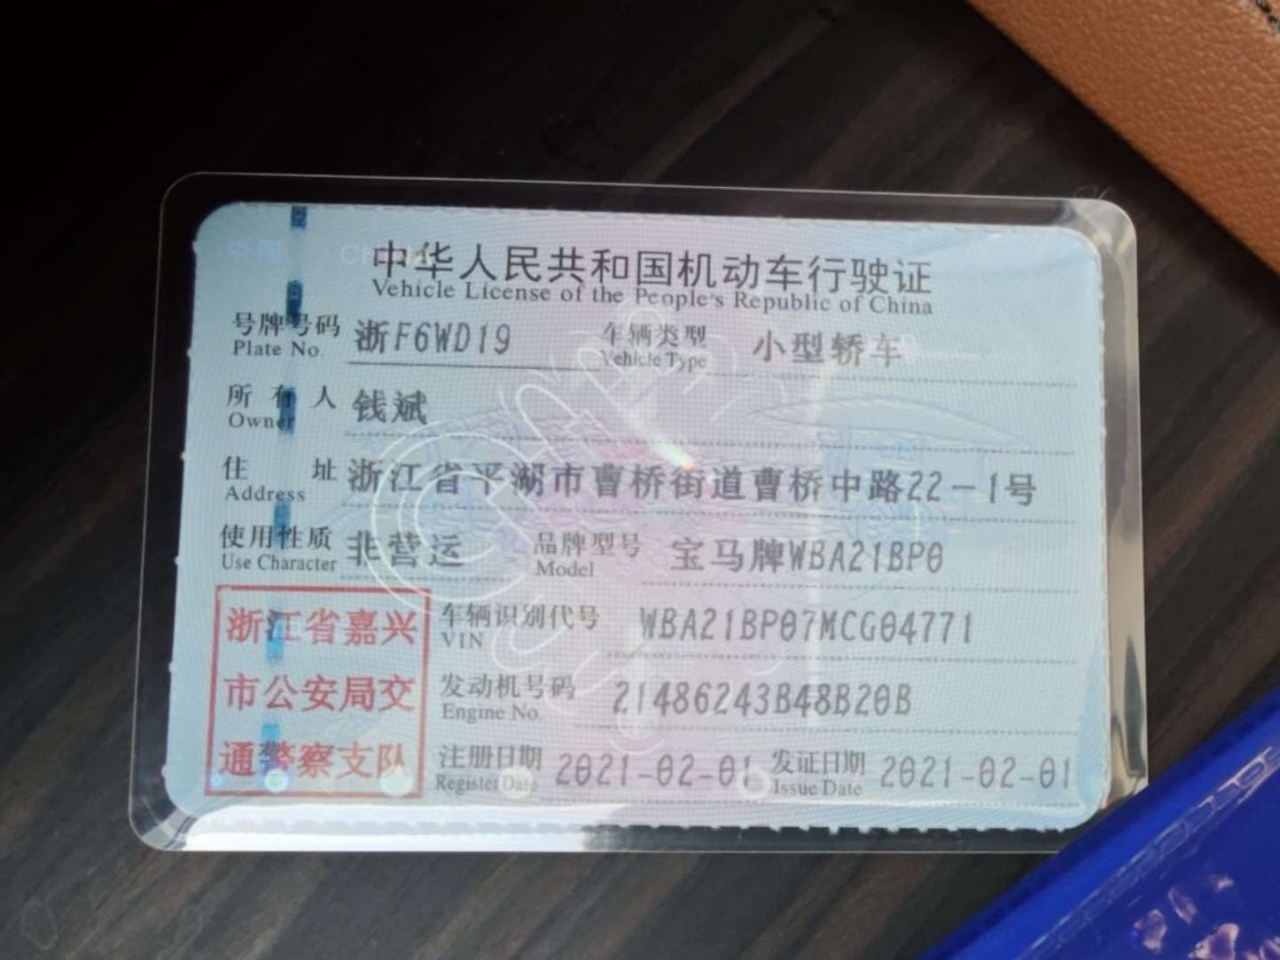 中华人民共和国机动车行驶证
Vehicle License of the People's Republic of China
号牌号码 浙F6WD19 车辆类型 小型轿车
Plate No. Vehicle Type
所有人 钱斌
Owner
住址 浙江省平湖市曹桥街道曹桥中路22-1号
Address
使用性质 非营运 品牌型号 宝马牌WBA21BP0
Use Character Model
浙江省嘉兴
市公安局交
通警察支队
车辆识别代号 WBA21BP07MCG04771
VIN
发动机号码 21486243B48B20B
Engine No.
注册日期 2021-02-01 发证日期 2021-02-01
Register Date Issue Date